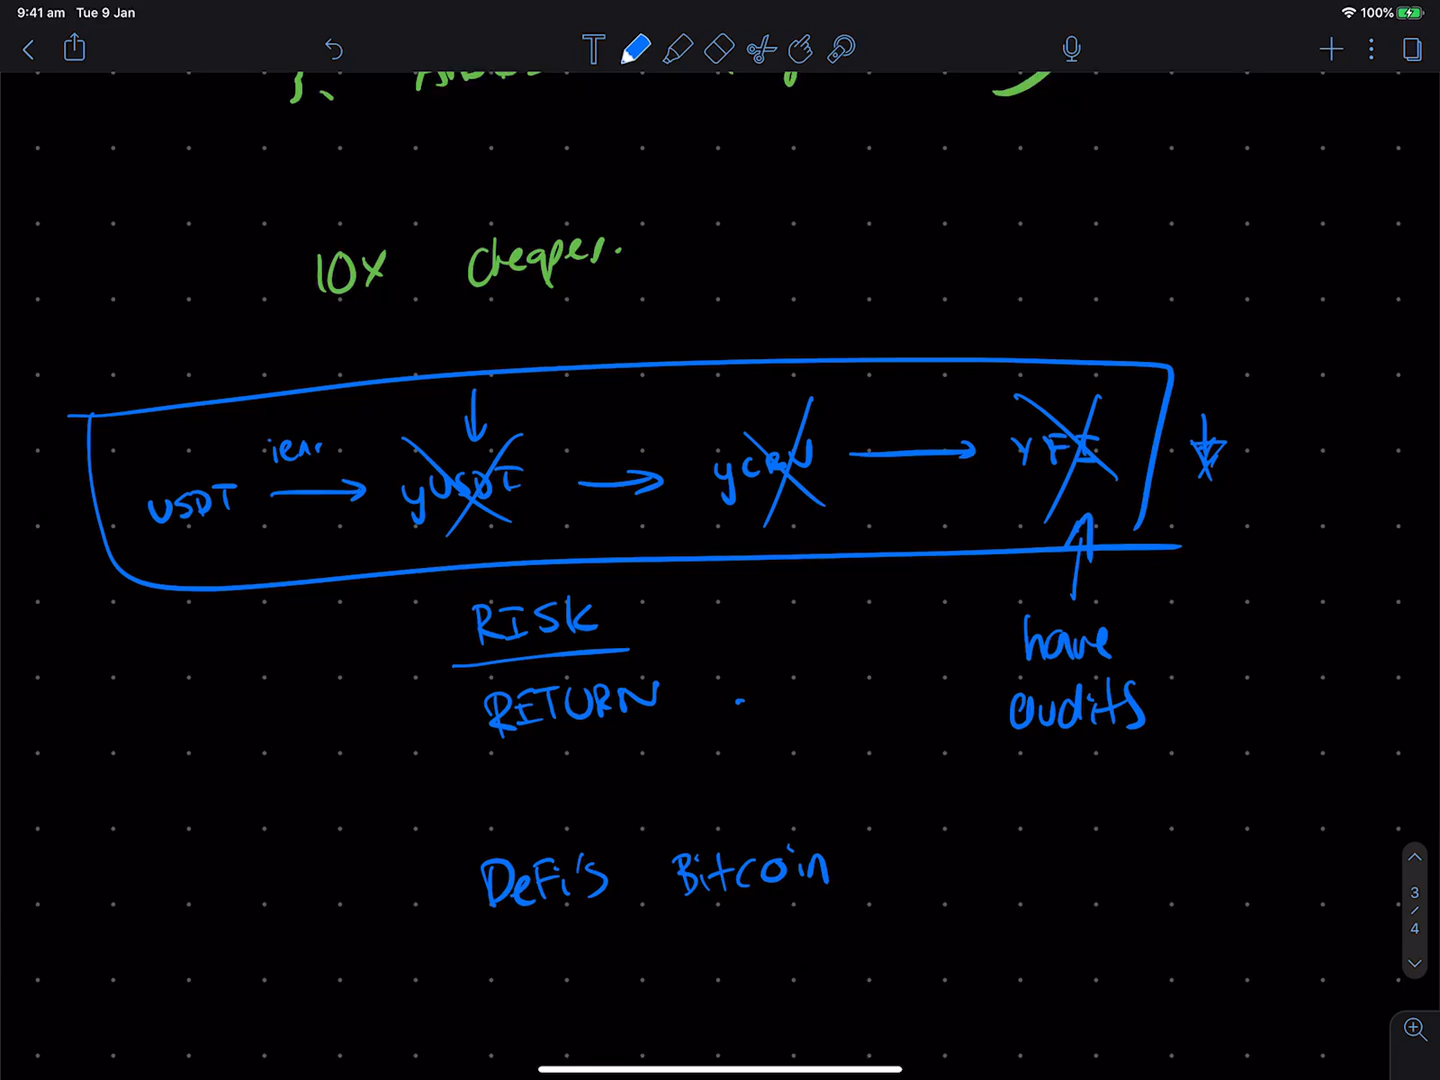 9:41 am Tue 9 Jan
100%
10x cheaper.
USDT → yUSDT → yCRV → YFI
RISK
RETURN
have
audits
DeFi's Bitcoin
3
/
4